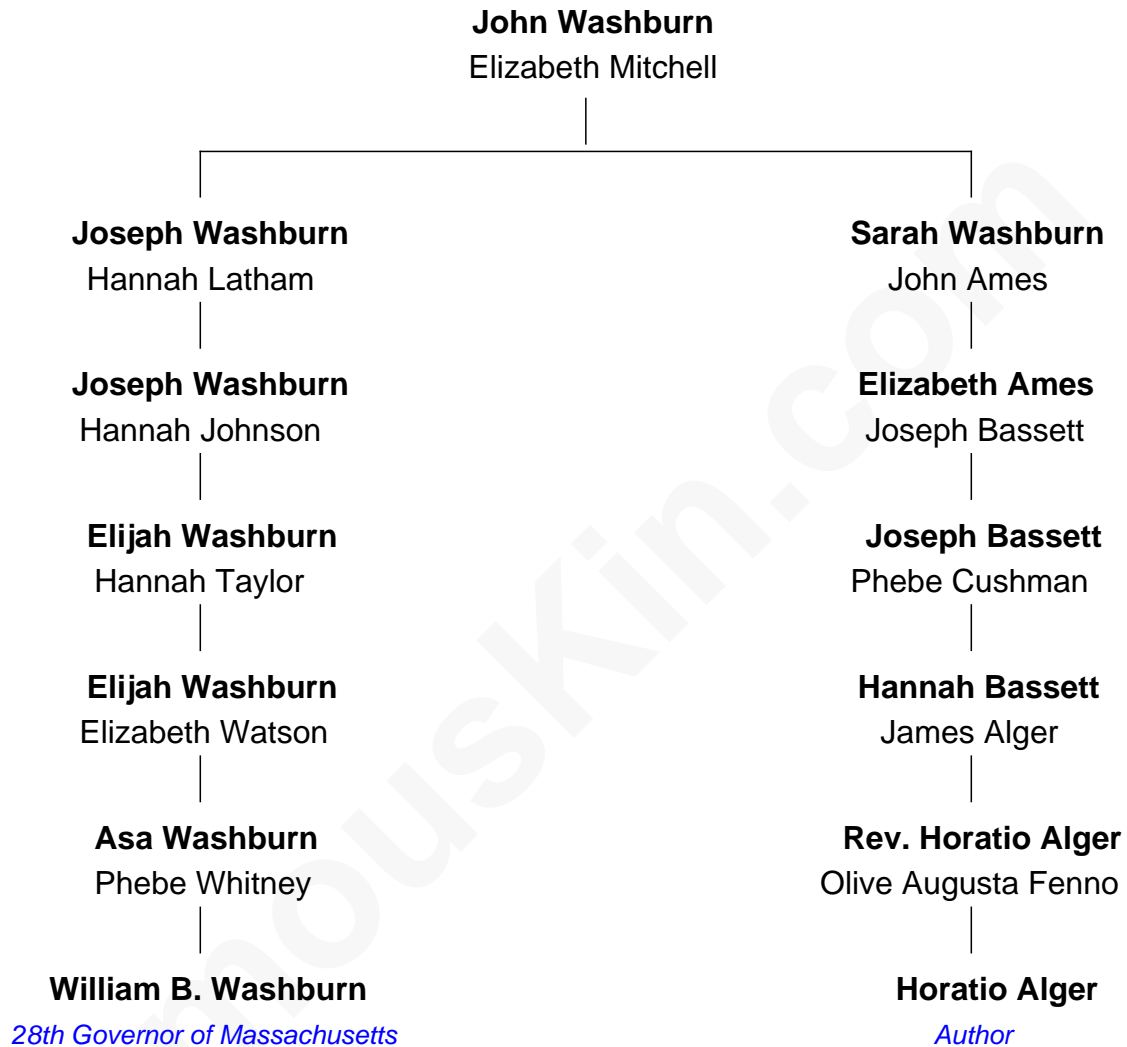 John Washburn
Elizabeth Mitchell
Joseph Washburn
Hannah Latham
Sarah Washburn
John Ames
Joseph Washburn
Hannah Johnson
Elizabeth Ames
Joseph Bassett
Elijah Washburn
Hannah Taylor
Joseph Bassett
Phebe Cushman
Elijah Washburn
Elizabeth Watson
Hannah Bassett
James Alger
Asa Washburn
Phebe Whitney
Rev. Horatio Alger
Olive Augusta Fenno
William B. Washburn
28th Governor of Massachusetts
Horatio Alger
Author
mousKin.com